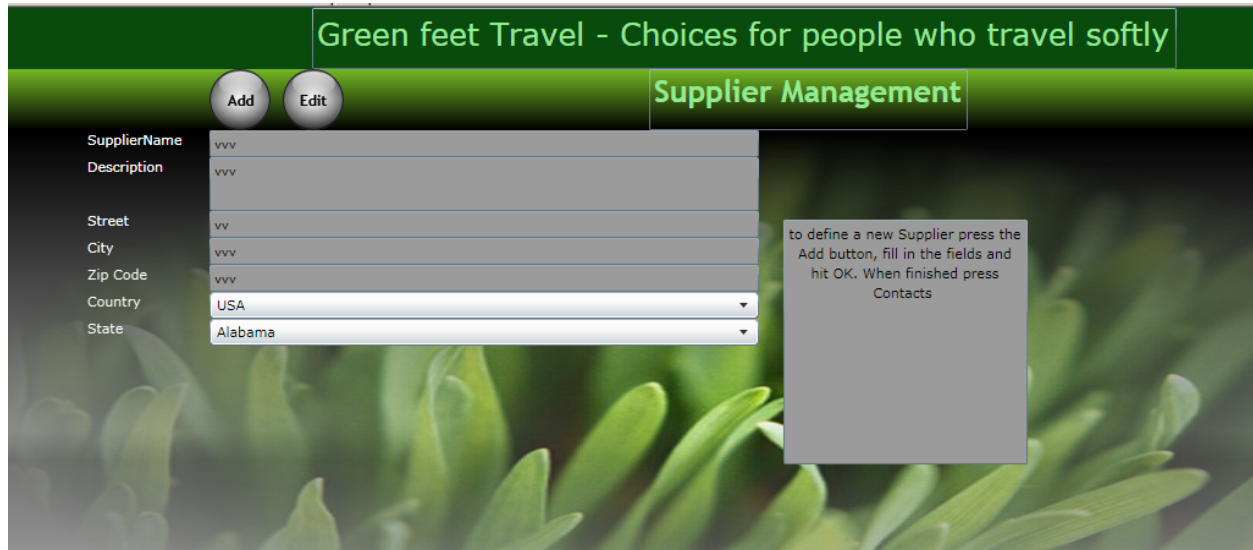 Green feet Travel - Choices for people who travel softly
Add
Edit
Supplier Management
SupplierName
vvv
Description
vvv
Street
vv
City
vvv
Zip Code
vvv
Country
USA
State
Alabama
to define a new Supplier press the
Add button, fill in the fields and
hit OK. When finished press
Contacts